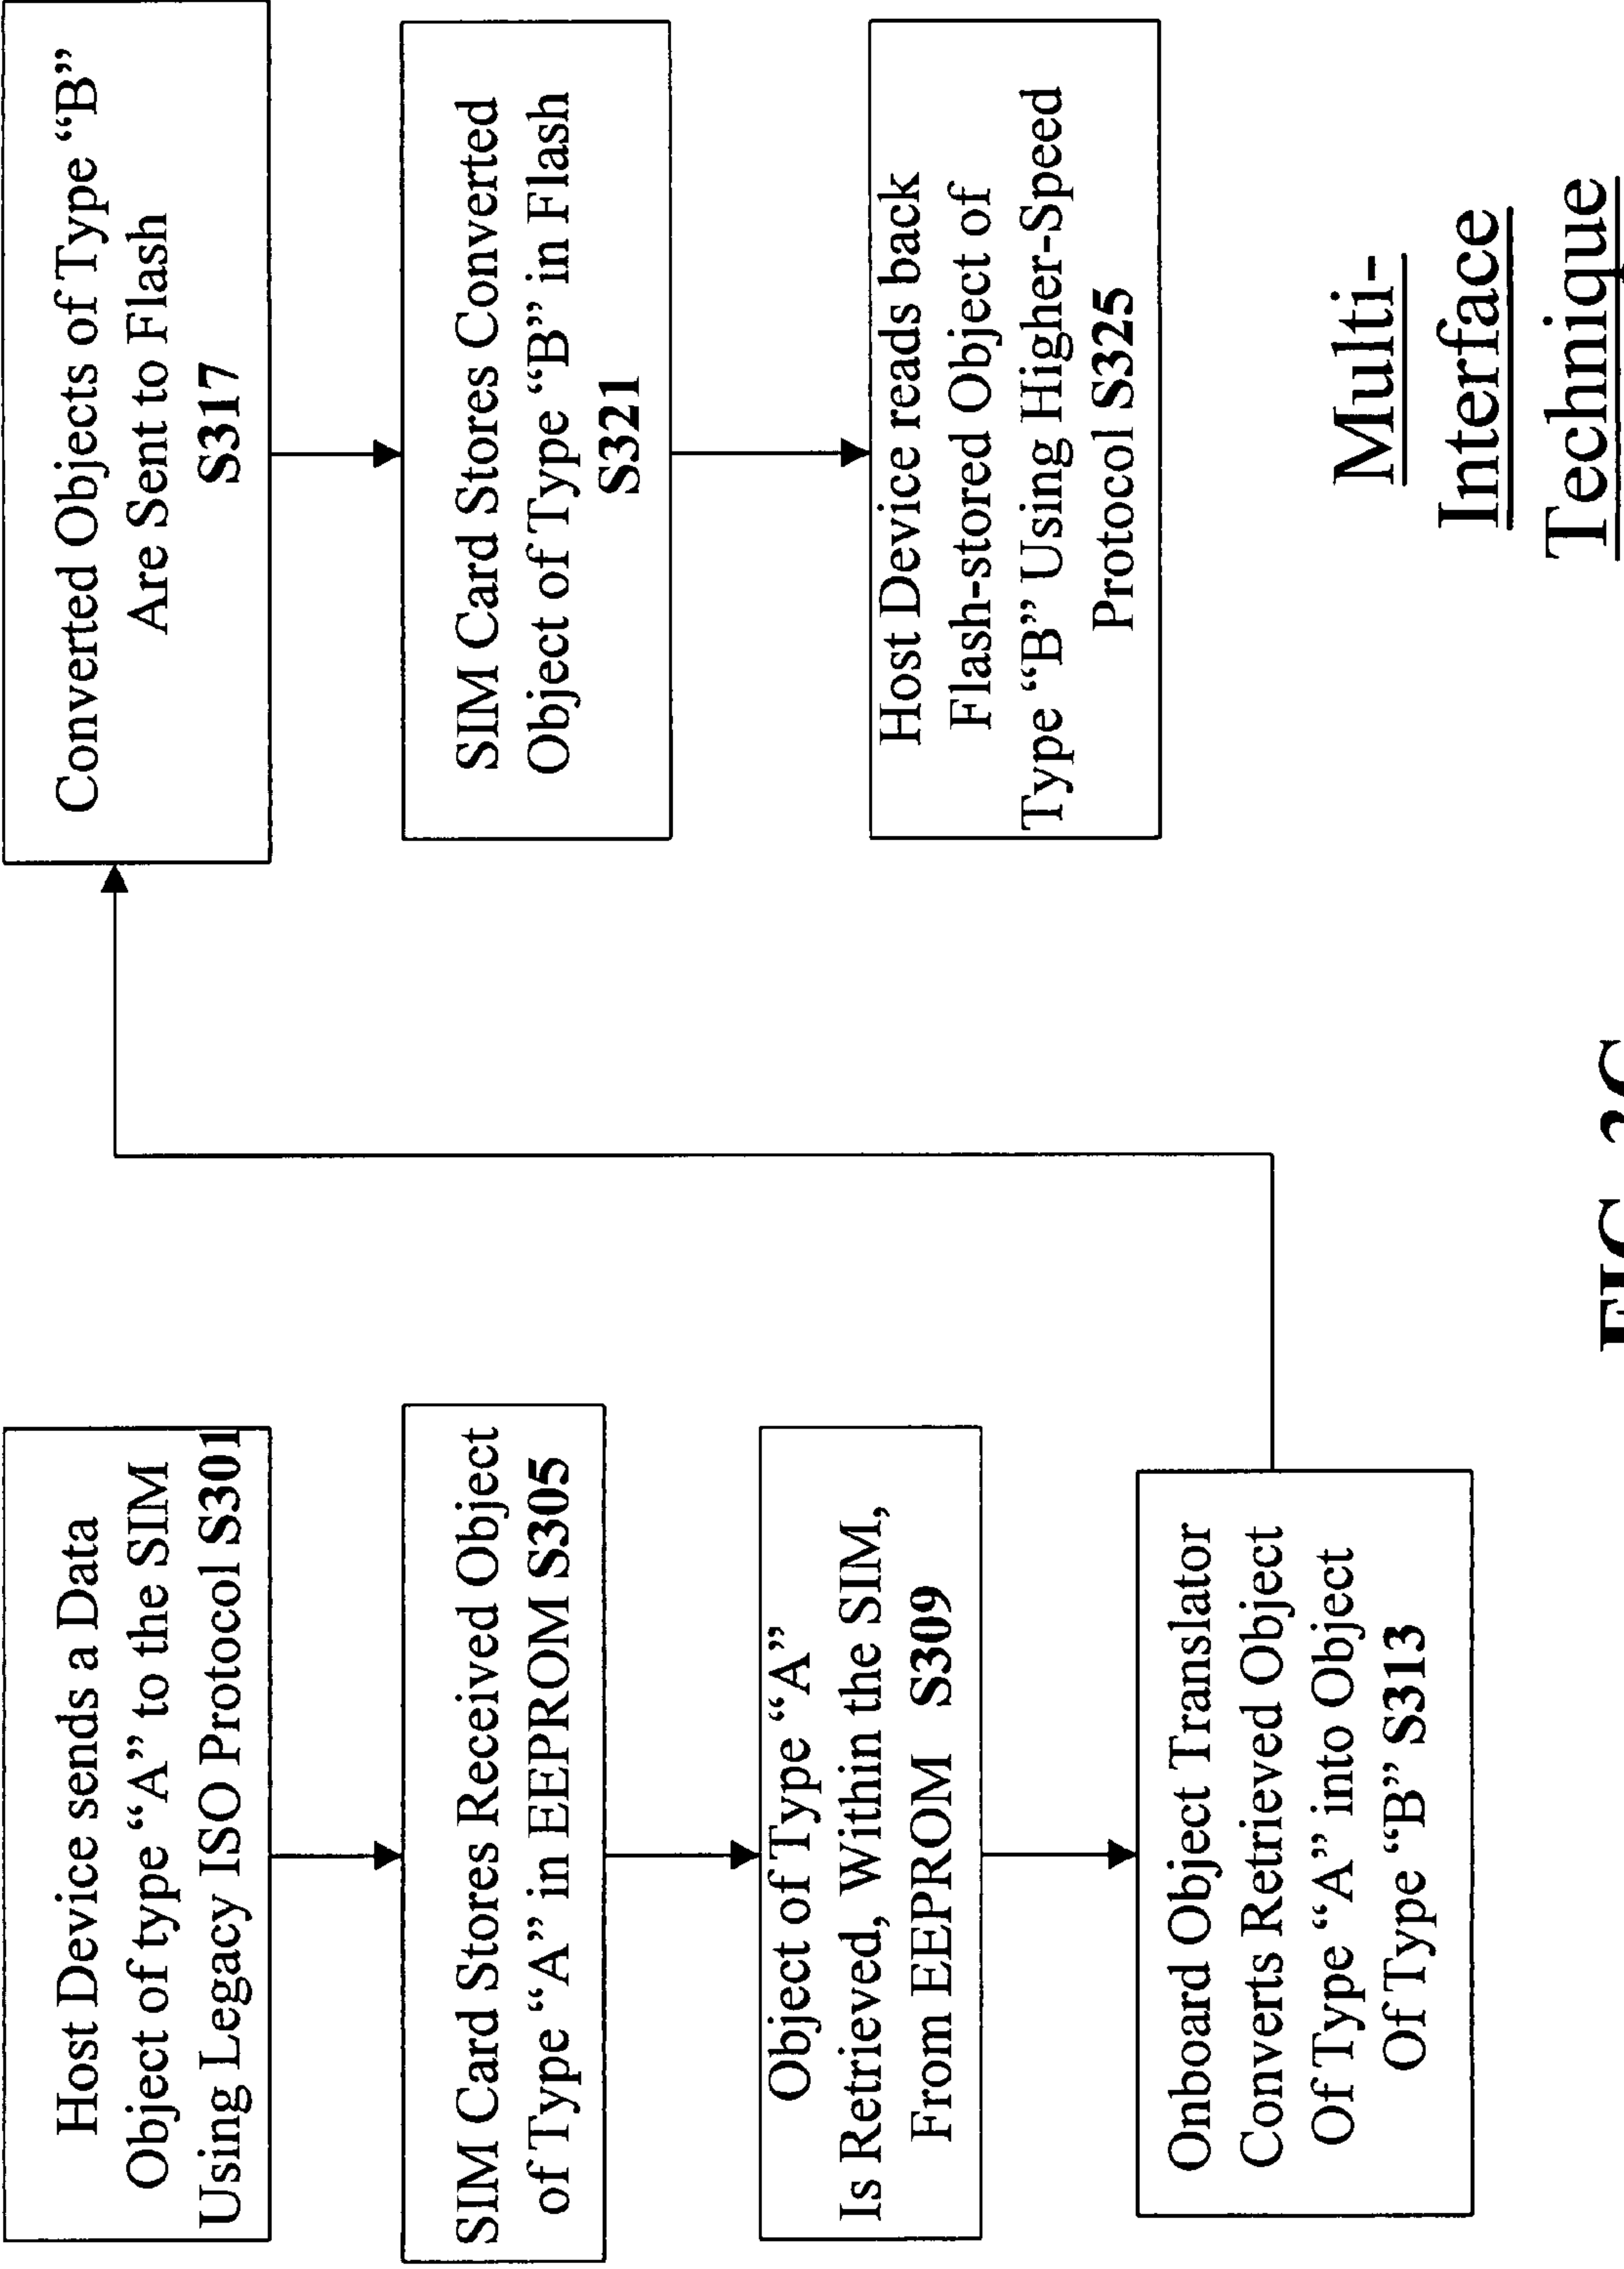 Host Device sends a Data
Object of type “A” to the SIM
Using Legacy ISO Protocol S301
SIM Card Stores Received Object
of Type “A” in EEPROM S305
Object of Type “A”
Is Retrieved, Within the SIM,
From EEPROM S309
Onboard Object Translator
Converts Retrieved Object
Of Type “A” into Object
Of Type “B” S313
Converted Objects of Type “B”
Are Sent to Flash
S317
SIM Card Stores Converted
Object of Type “B” in Flash
S321
Host Device reads back
Flash-stored Object of
Type “B” Using Higher-Speed
Protocol S325
Multi-
Interface
Technique